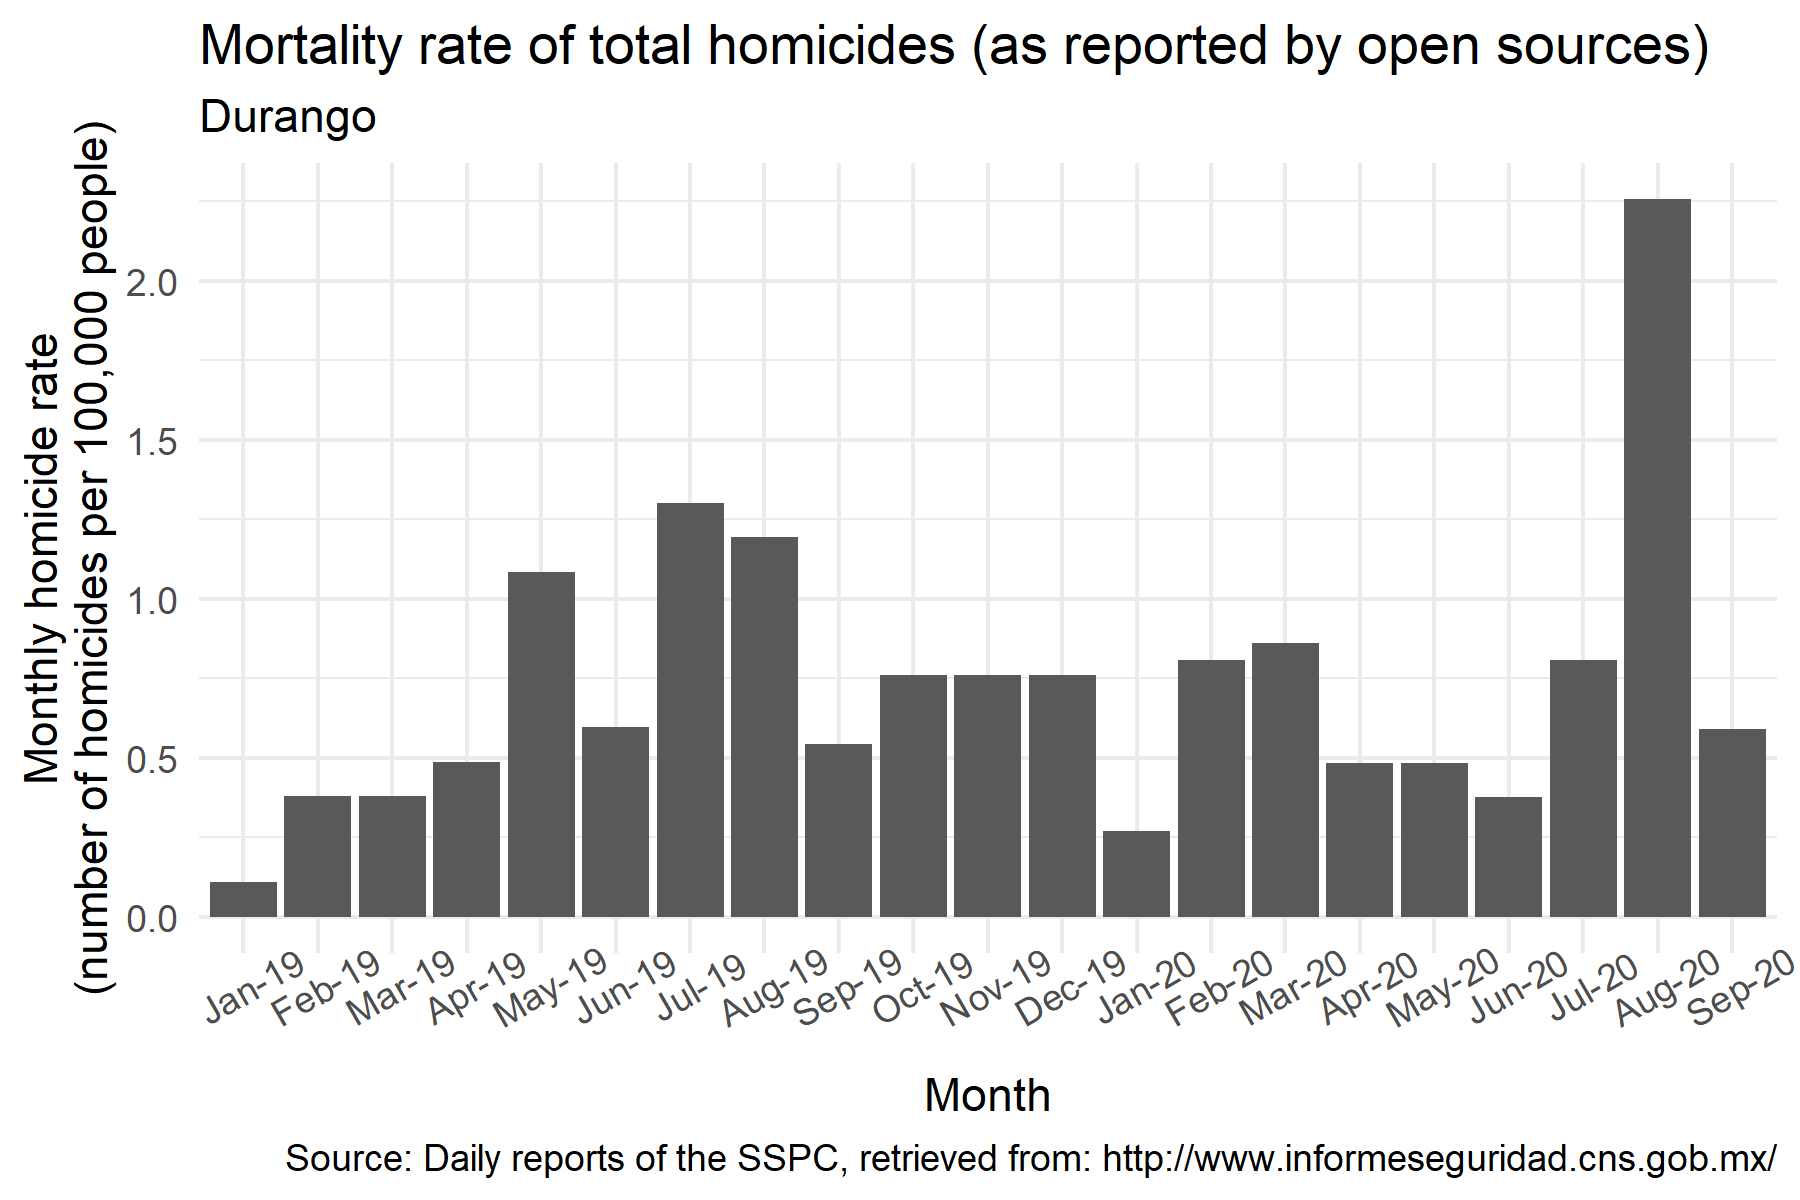 Mortality rate of total homicides (as reported by open sources)
Durango
Monthly homicide rate
(number of homicides per 100,000 people)
2.0
1.5
1.0
0.5
0.0
Jan-19
Feb-19
Mar-19
Apr-19
May-19
Jun-19
Jul-19
Aug-19
Sep-19
Oct-19
Nov-19
Dec-19
Jan-20
Feb-20
Mar-20
Apr-20
May-20
Jun-20
Jul-20
Aug-20
Sep-20
Month
Source: Daily reports of the SSPC, retrieved from: http://www.informeseguridad.cns.gob.mx/